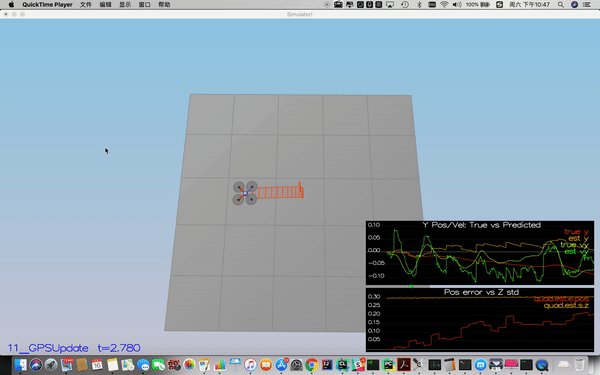 QuickTime Player 文件 编辑 显示 窗口 帮助 100% 周六 下午10:47
Simulator!
Y Pos/Vel: True vs Predicted
0.10
0.05
0.00
-0.05
-0.10
true y
est y
true vy
est vy
Pos error vs Z std
0.30
0.25
0.20
0.15
0.10
0.05
quad.est.e.pos
quad.est.s.z
11_GPSUpdate t=2.780